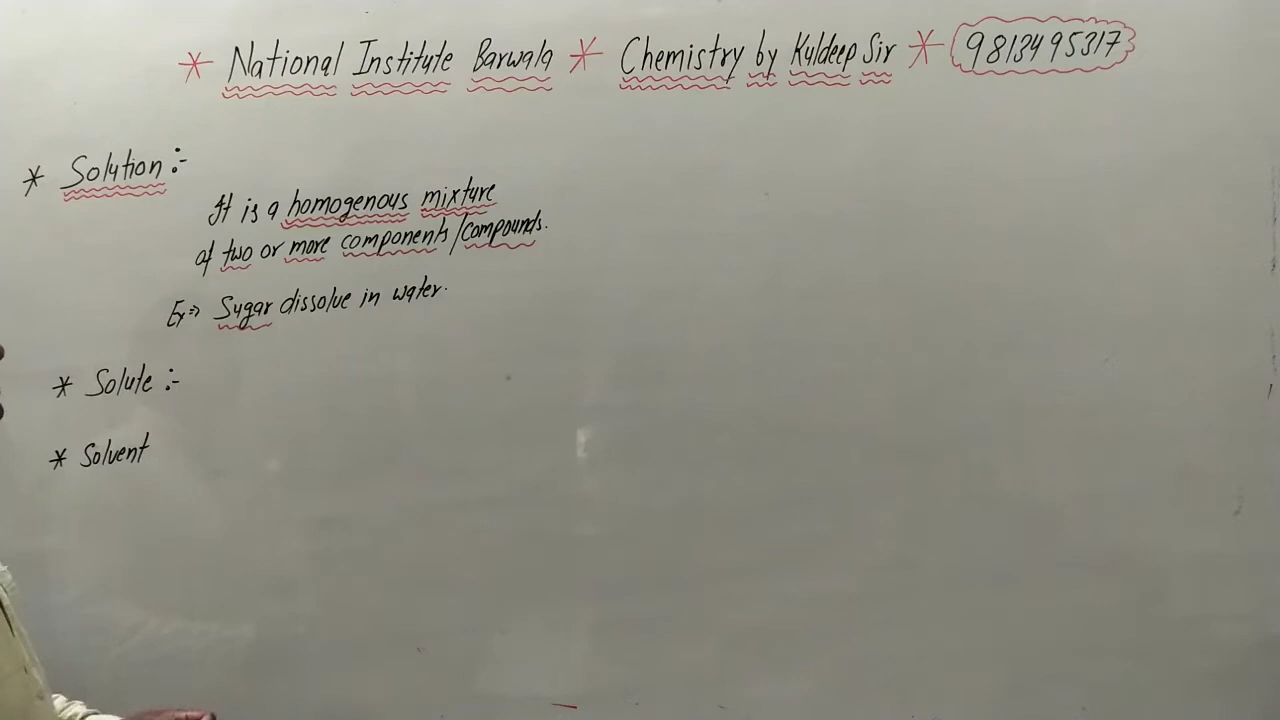 * National Institute Barwala * Chemistry by Kuldeep Sir * 9813495317
* Solution :-
It is a homogenous mixture
of two or more components/compounds.
Ex => Sugar dissolve in water.
* Solute :-
* Solvent